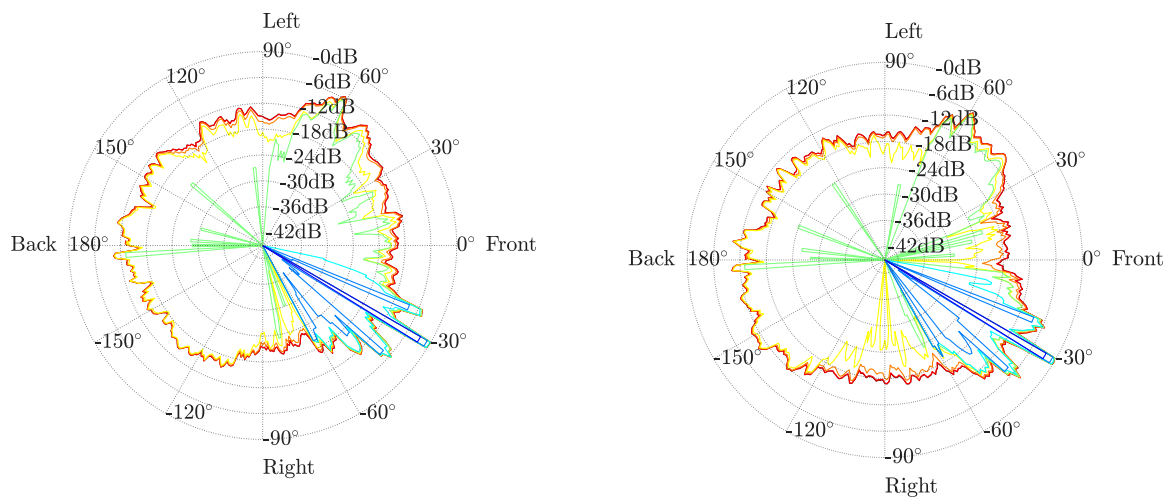 Left
90°
-0dB
120°
60°
-6dB
-12dB
150°
-18dB
30°
-24dB
-30dB
-36dB
-42dB
Back 180°
0° Front
-150°
-30°
-120°
-60°
-90°
Right
Left
90°
-0dB
120°
60°
-6dB
-12dB
150°
-18dB
30°
-24dB
-30dB
-36dB
-42dB
Back 180°
0° Front
-150°
-30°
-120°
-60°
-90°
Right